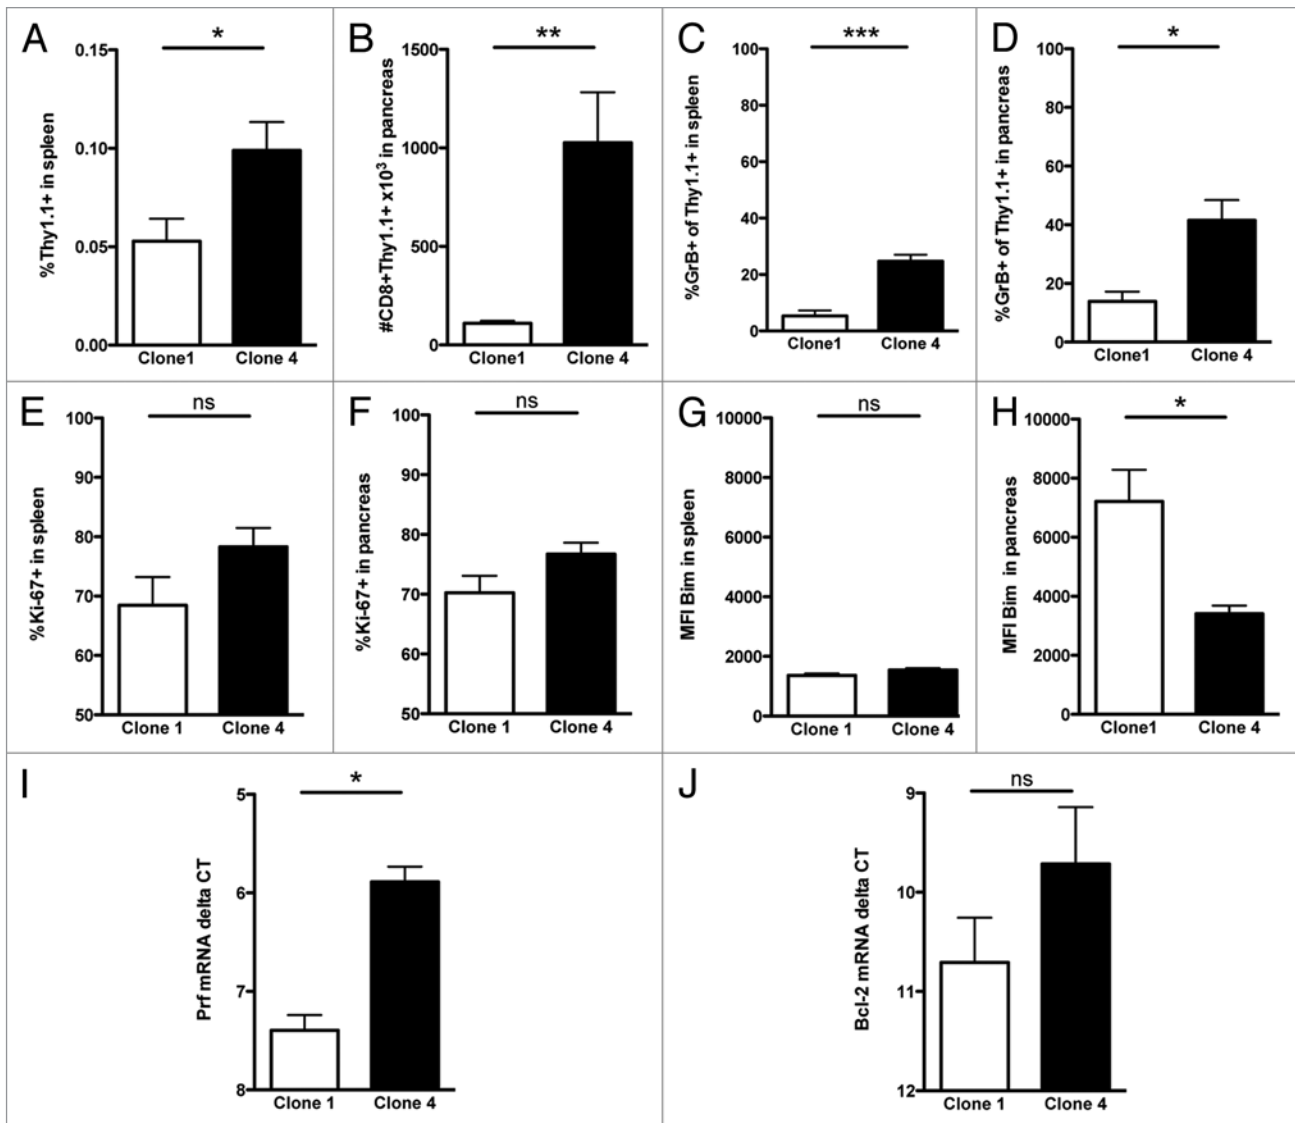 A
*
%Thy1.1+ in spleen
0.15
0.10
0.05
0.00
Clone1
Clone 4
B
**
#CD8+Thy1.1+ x10³ in pancreas
1500
1000
500
0
Clone1
Clone 4
C
***
%GrB+ of Thy1.1+ in spleen
100
80
60
40
20
0
Clone1
Clone 4
D
*
%GrB+ of Thy1.1+ in pancreas
100
80
60
40
20
0
Clone1
Clone 4
E
ns
%Ki-67+ in spleen
100
90
80
70
60
50
Clone 1
Clone 4
F
ns
%Ki-67+ in pancreas
100
90
80
70
60
50
Clone 1
Clone 4
G
ns
MFI Bim in spleen
10000
8000
6000
4000
2000
0
Clone 1
Clone 4
H
*
MFI Bim in pancreas
10000
8000
6000
4000
2000
0
Clone1
Clone 4
I
*
Prf mRNA delta CT
5
6
7
8
Clone 1
Clone 4
J
ns
Bcl-2 mRNA delta CT
9
10
11
12
Clone 1
Clone 4